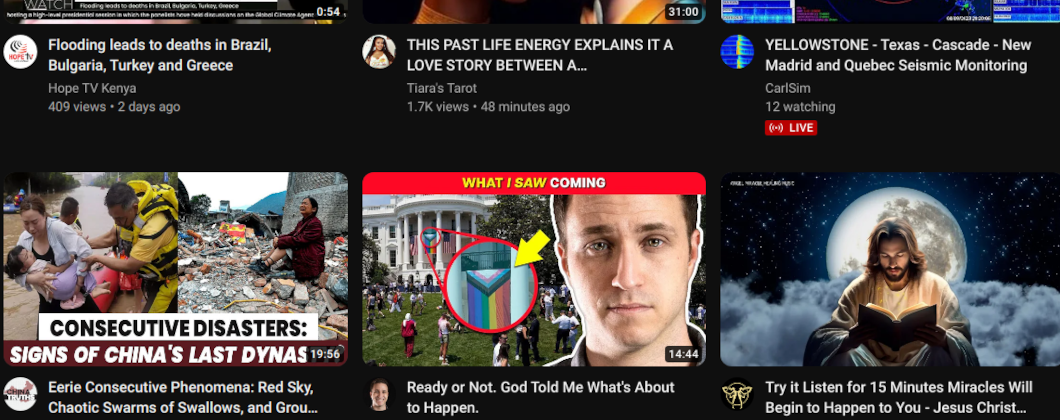 WATCH
Flooding leads to deaths in Brazil, Bulgaria, Turkey, Greece
hosting a high-level presidential session in which the panelists have held discussions on the Global Climate Agenda
0:54
31:00
Flooding leads to deaths in Brazil,
Bulgaria, Turkey and Greece
Hope TV Kenya
409 views • 2 days ago
THIS PAST LIFE ENERGY EXPLAINS IT A
LOVE STORY BETWEEN A...
Tiara's Tarot
1.7K views • 48 minutes ago
YELLOWSTONE - Texas - Cascade - New
Madrid and Quebec Seismic Monitoring
CarlSim
12 watching
LIVE
CONSECUTIVE DISASTERS:
SIGNS OF CHINA'S LAST DYNAS
19:56
WHAT I SAW COMING
14:44
ANGEL MIRACLE HEALING MUSIC
Eerie Consecutive Phenomena: Red Sky,
Chaotic Swarms of Swallows, and Grou...
Ready or Not. God Told Me What's About
to Happen.
Try it Listen for 15 Minutes Miracles Will
Begin to Happen to You - Jesus Christ...